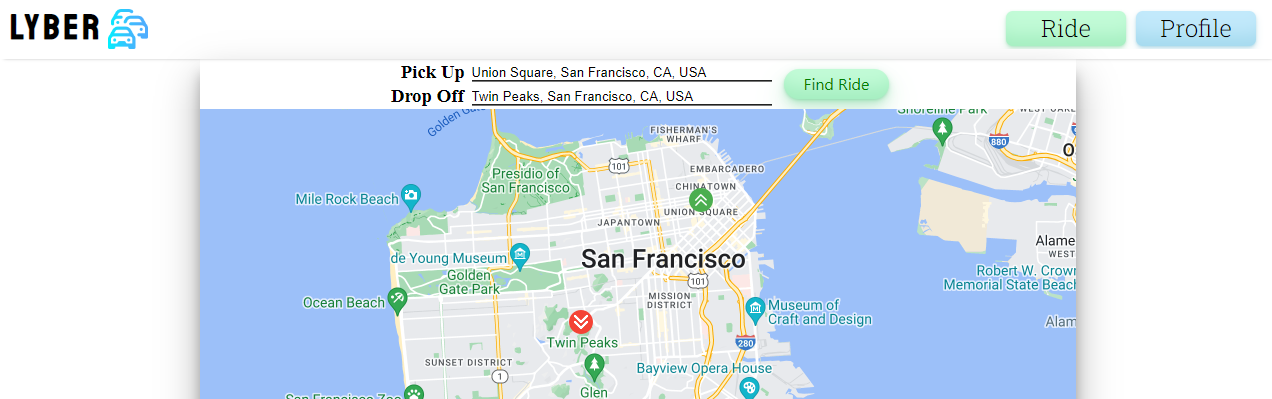 LYBER
Ride
Profile
Pick Up Union Square, San Francisco, CA, USA
Drop Off Twin Peaks, San Francisco, CA, USA
Find Ride
Golden Gate
Shoreline Park
FISHERMAN'S
WHARF
880
101
EMBARCADERO
Presidio of
San Francisco
CHINATOWN
Mile Rock Beach
UNION SQUARE
JAPANTOWN
Alame
WEST
de Young Museum
San Francisco
Golden
Gate Park
101
Robert W. Crown
Memorial State Beach
MISSION
DISTRICT
Ocean Beach
Museum of
Craft and Design
Alam
Twin Peaks
280
SUNSET DISTRICT
Bayview Opera House
1
Glen
San Francisco Zoo